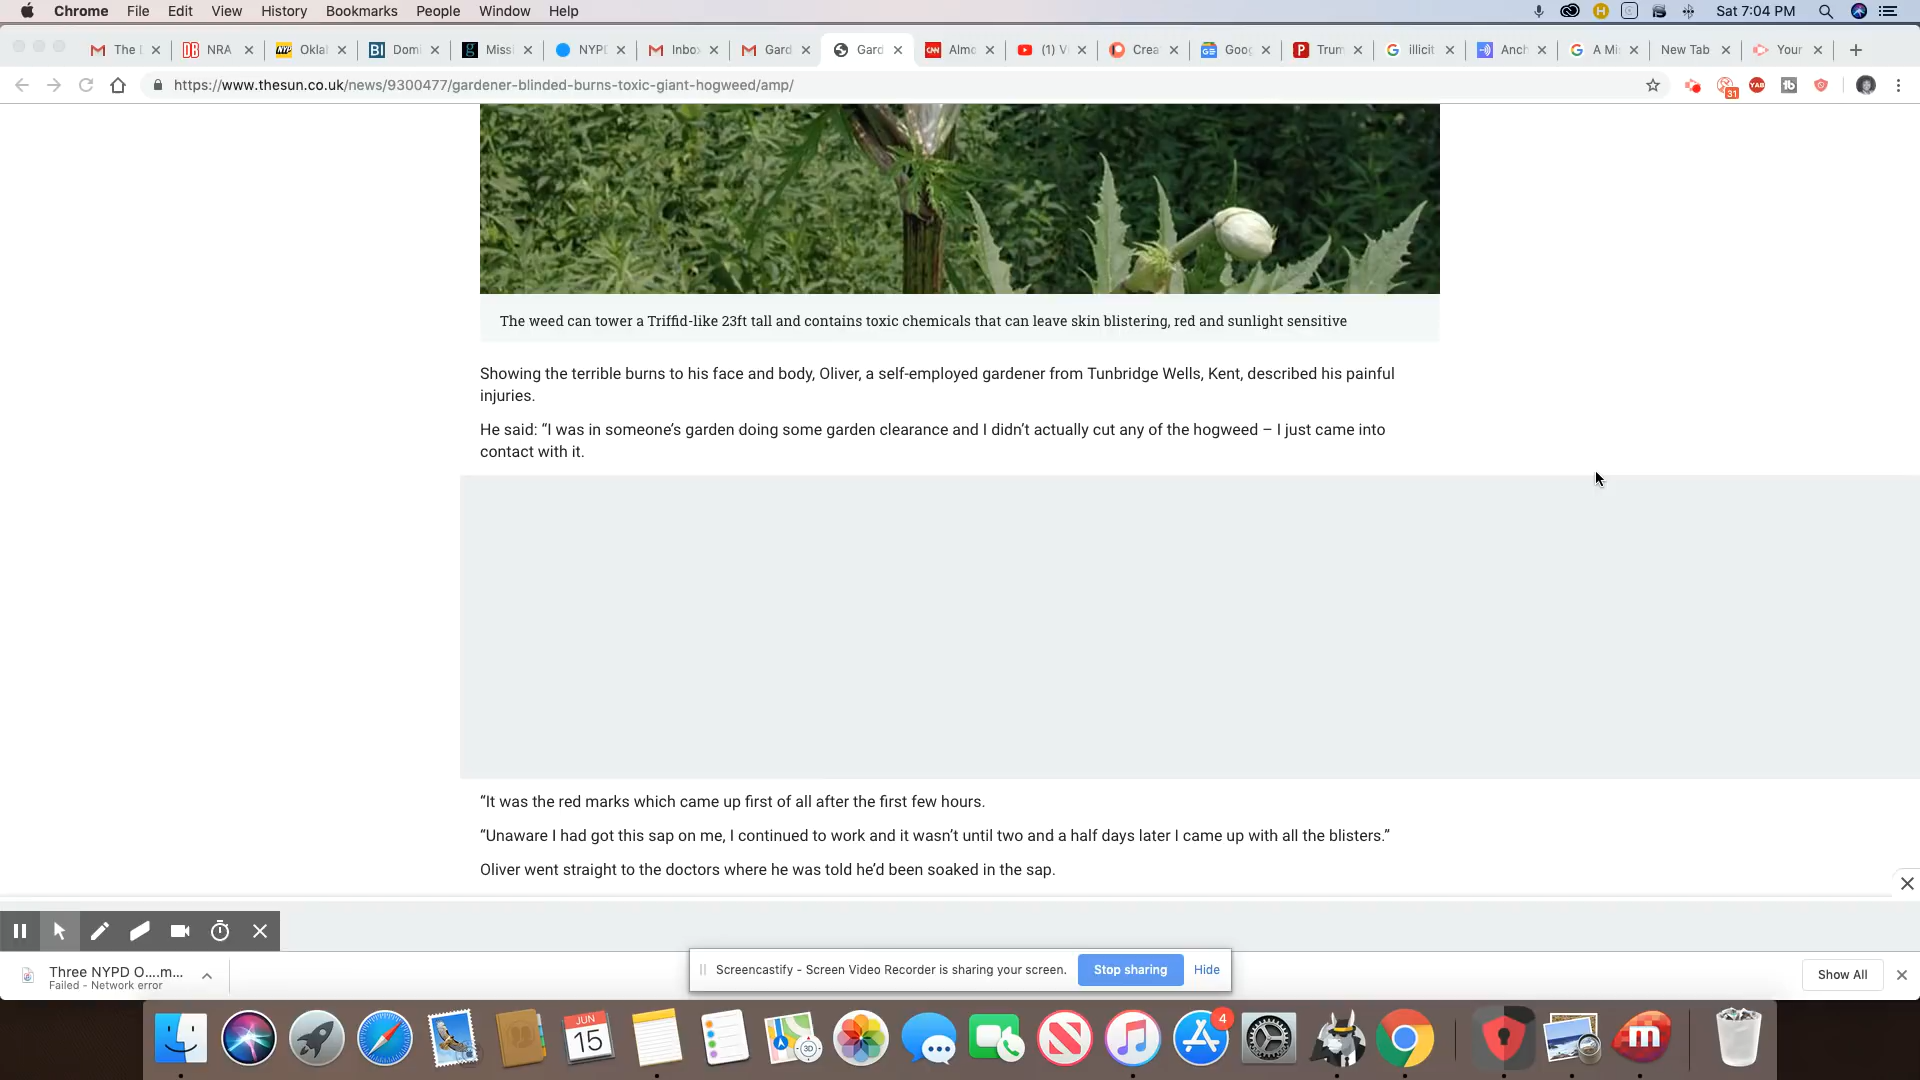 Chrome File Edit View History Bookmarks People Window Help Sat 7:04 PM
The NRA Okla Domi Missi NYPD Inbox Gard Gard Almo (1) V Crea Goog Trum illicit Anch A Mi New Tab Your
https://www.thesun.co.uk/news/9300477/gardener-blinded-burns-toxic-giant-hogweed/amp/
31
The weed can tower a Triffid-like 23ft tall and contains toxic chemicals that can leave skin blistering, red and sunlight sensitive
Showing the terrible burns to his face and body, Oliver, a self-employed gardener from Tunbridge Wells, Kent, described his painful
injuries.
He said: “I was in someone’s garden doing some garden clearance and I didn’t actually cut any of the hogweed – I just came into
contact with it.
“It was the red marks which came up first of all after the first few hours.
“Unaware I had got this sap on me, I continued to work and it wasn’t until two and a half days later I came up with all the blisters.”
Oliver went straight to the doctors where he was told he’d been soaked in the sap.
Three NYPD O....m...
Failed - Network error
Screencastify - Screen Video Recorder is sharing your screen. Stop sharing Hide
Show All
JUN
15
3D
4